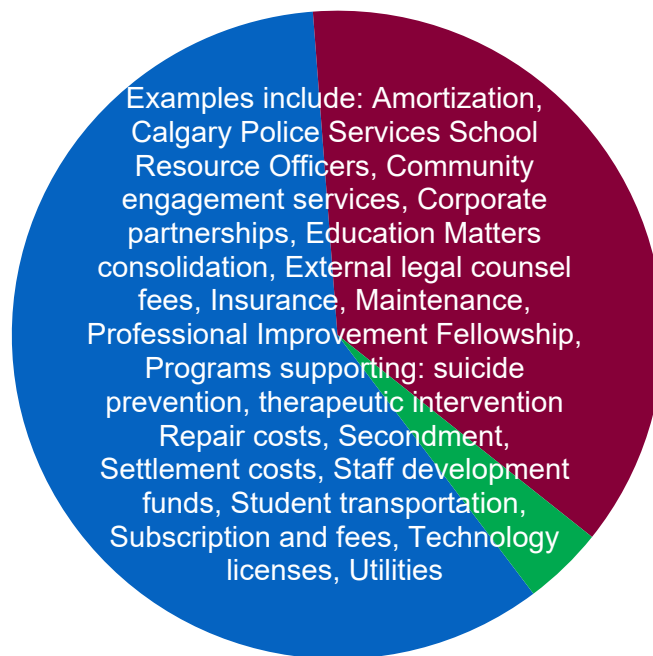 Examples include: Amortization,
Calgary Police Services School
Resource Officers, Community
engagement services, Corporate
partnerships, Education Matters
consolidation, External legal counsel
fees, Insurance, Maintenance,
Professional Improvement Fellowship,
Programs supporting: suicide
prevention, therapeutic intervention
Repair costs, Secondment,
Settlement costs, Staff development
funds, Student transportation,
Subscription and fees, Technology
licenses, Utilities